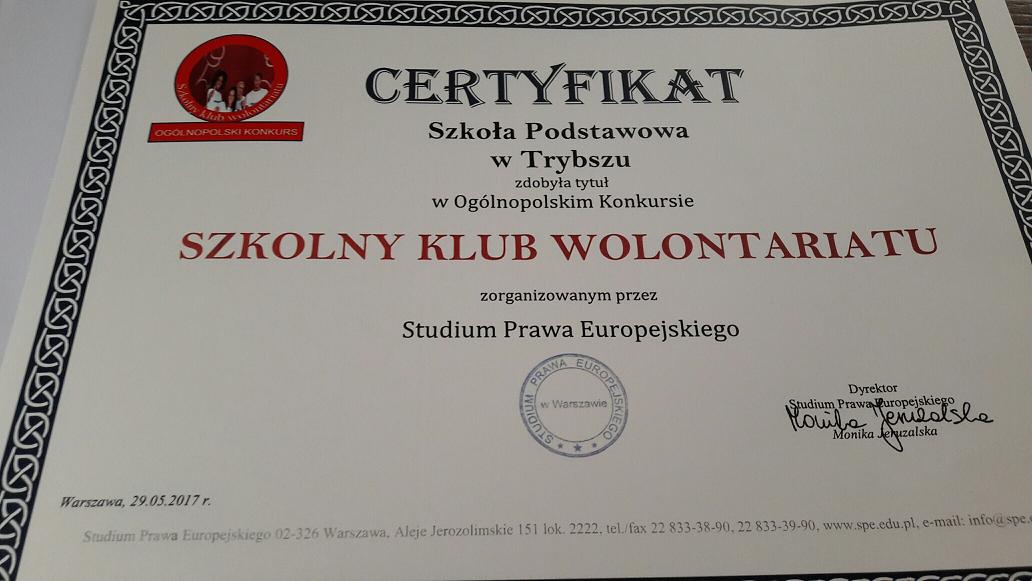 Szkolny klub wolontariatu
OGÓLNOPOLSKI KONKURS
CERTYFIKAT
Szkoła Podstawowa
w Trybszu
zdobyła tytuł
w Ogólnopolskim Konkursie
SZKOLNY KLUB WOLONTARIATU
zorganizowanym przez
Studium Prawa Europejskiego
STUDIUM PRAWA EUROPEJSKIEGO
w Warszawie
Dyrektor
Studium Prawa Europejskiego
Monika Jeruzalska
Monika Jeruzalska
Warszawa, 29.05.2017 r.
Studium Prawa Europejskiego 02-326 Warszawa, Aleje Jerozolimskie 151 lok. 2222, tel./fax 22 833-38-90, 22 833-39-90, www.spe.edu.pl, e-mail: info@spe.